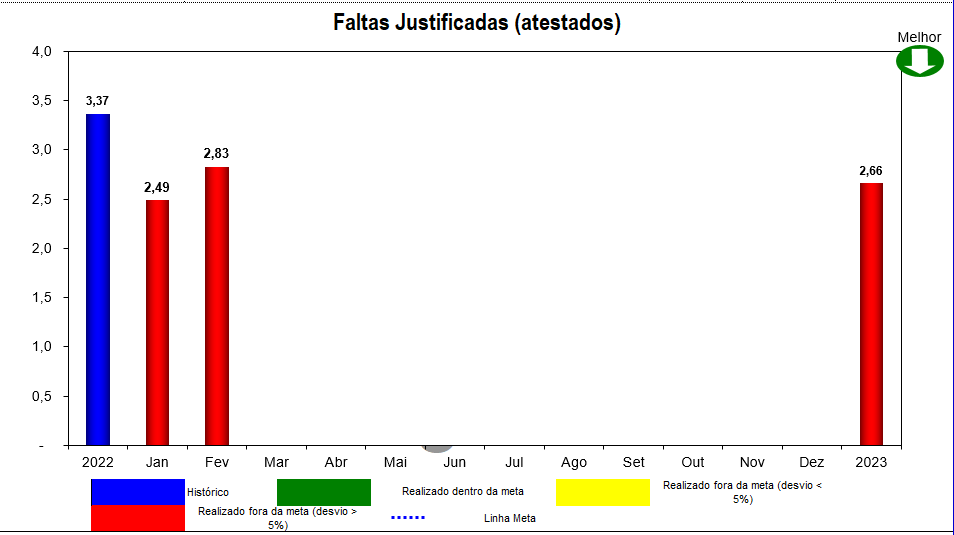 Faltas Justificadas (atestados)
Melhor
4,0
3,5
3,0
2,5
2,0
1,5
1,0
0,5
-
3,37
2,49
2,83
2,66
2022 Jan Fev Mar Abr Mai Jun Jul Ago Set Out Nov Dez 2023
Histórico
Realizado dentro da meta
Realizado fora da meta (desvio <
5%)
Realizado fora da meta (desvio >
5%)
Linha Meta